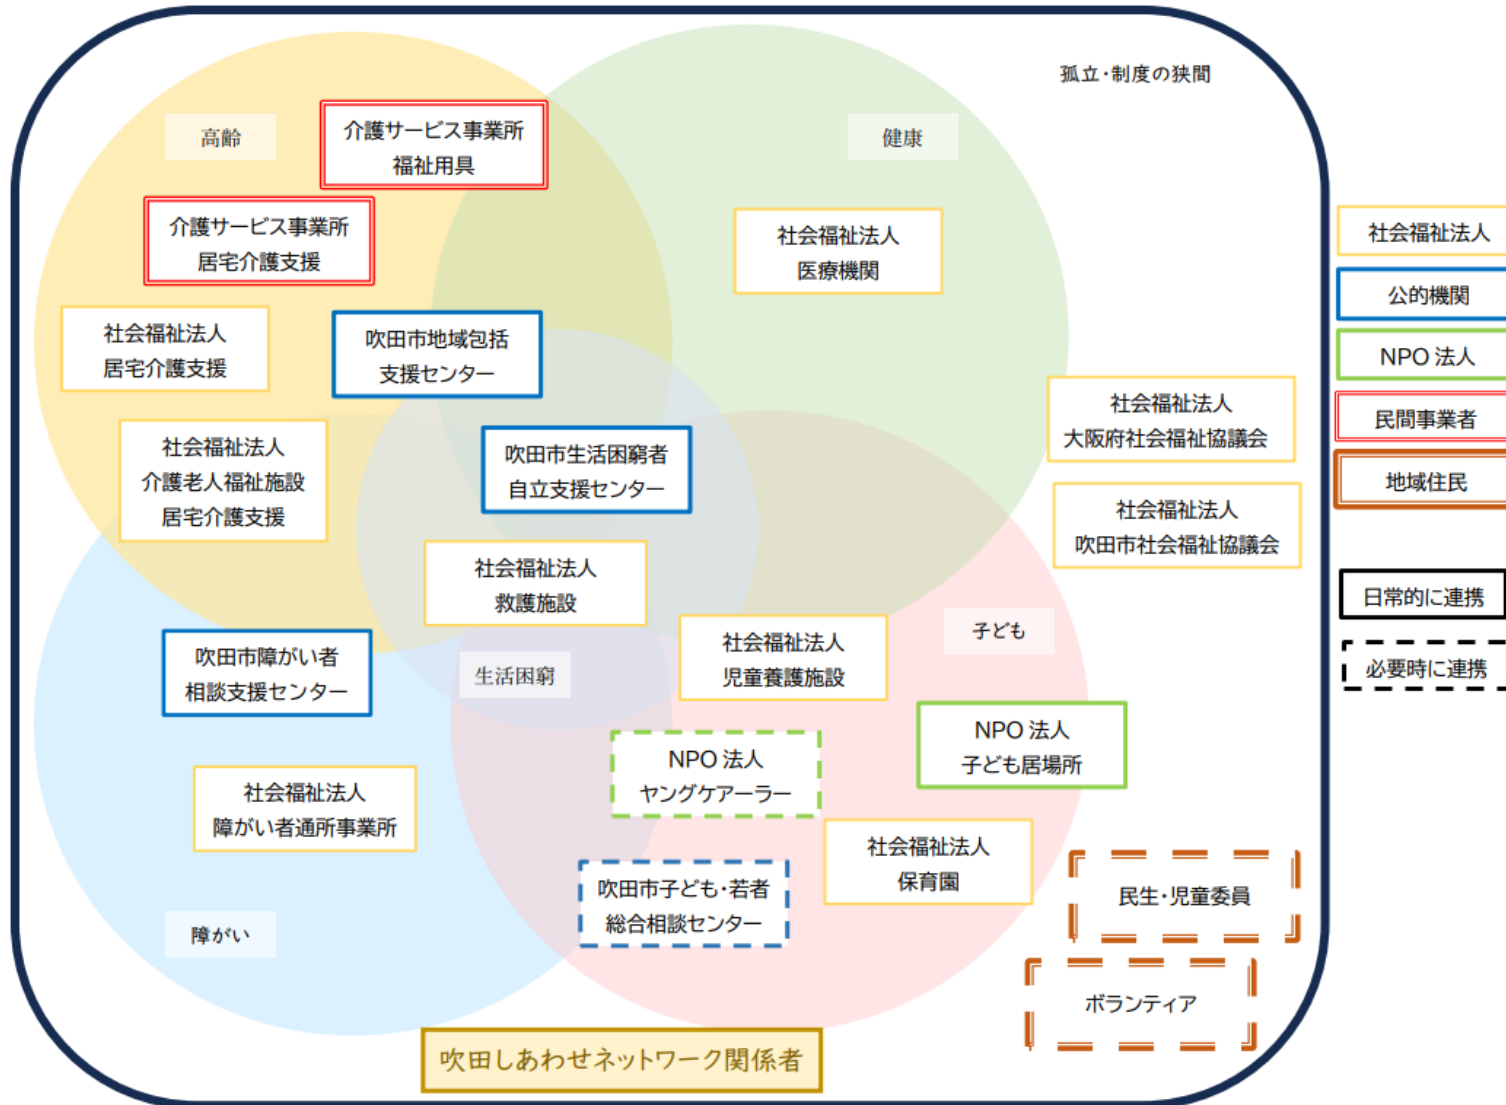 孤立・制度の狭間
高齢
介護サービス事業所
福祉用具
健康
介護サービス事業所
居宅介護支援
社会福祉法人
医療機関
社会福祉法人
居宅介護支援
吹田市地域包括
支援センター
社会福祉法人
介護老人福祉施設
居宅介護支援
吹田市生活困窮者
自立支援センター
社会福祉法人
大阪府社会福祉協議会
社会福祉法人
吹田市社会福祉協議会
社会福祉法人
救護施設
子ども
吹田市障がい者
相談支援センター
生活困窮
社会福祉法人
児童養護施設
NPO 法人
ヤングケアーラー
NPO 法人
子ども居場所
社会福祉法人
障がい者通所事業所
社会福祉法人
保育園
吹田市子ども・若者
総合相談センター
民生・児童委員
障がい
ボランティア
吹田しあわせネットワーク関係者
社会福祉法人
公的機関
NPO 法人
民間事業者
地域住民
日常的に連携
必要時に連携